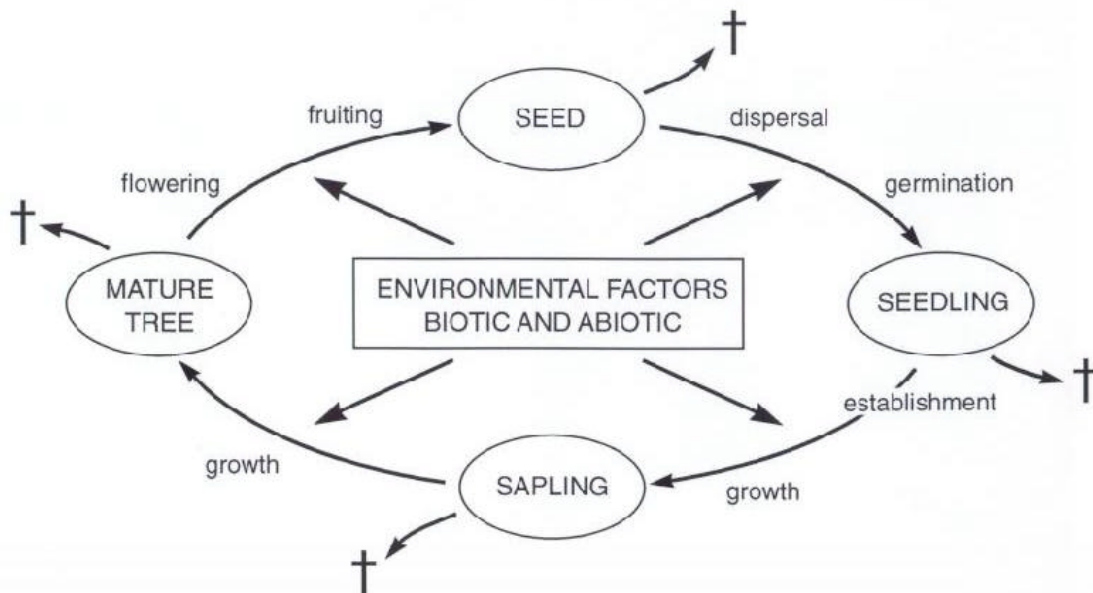 †
fruiting
SEED
dispersal
flowering
germination
†
MATURE
TREE
ENVIRONMENTAL FACTORS
BIOTIC AND ABIOTIC
SEEDLING
†
establishment
growth
SAPLING
growth
†